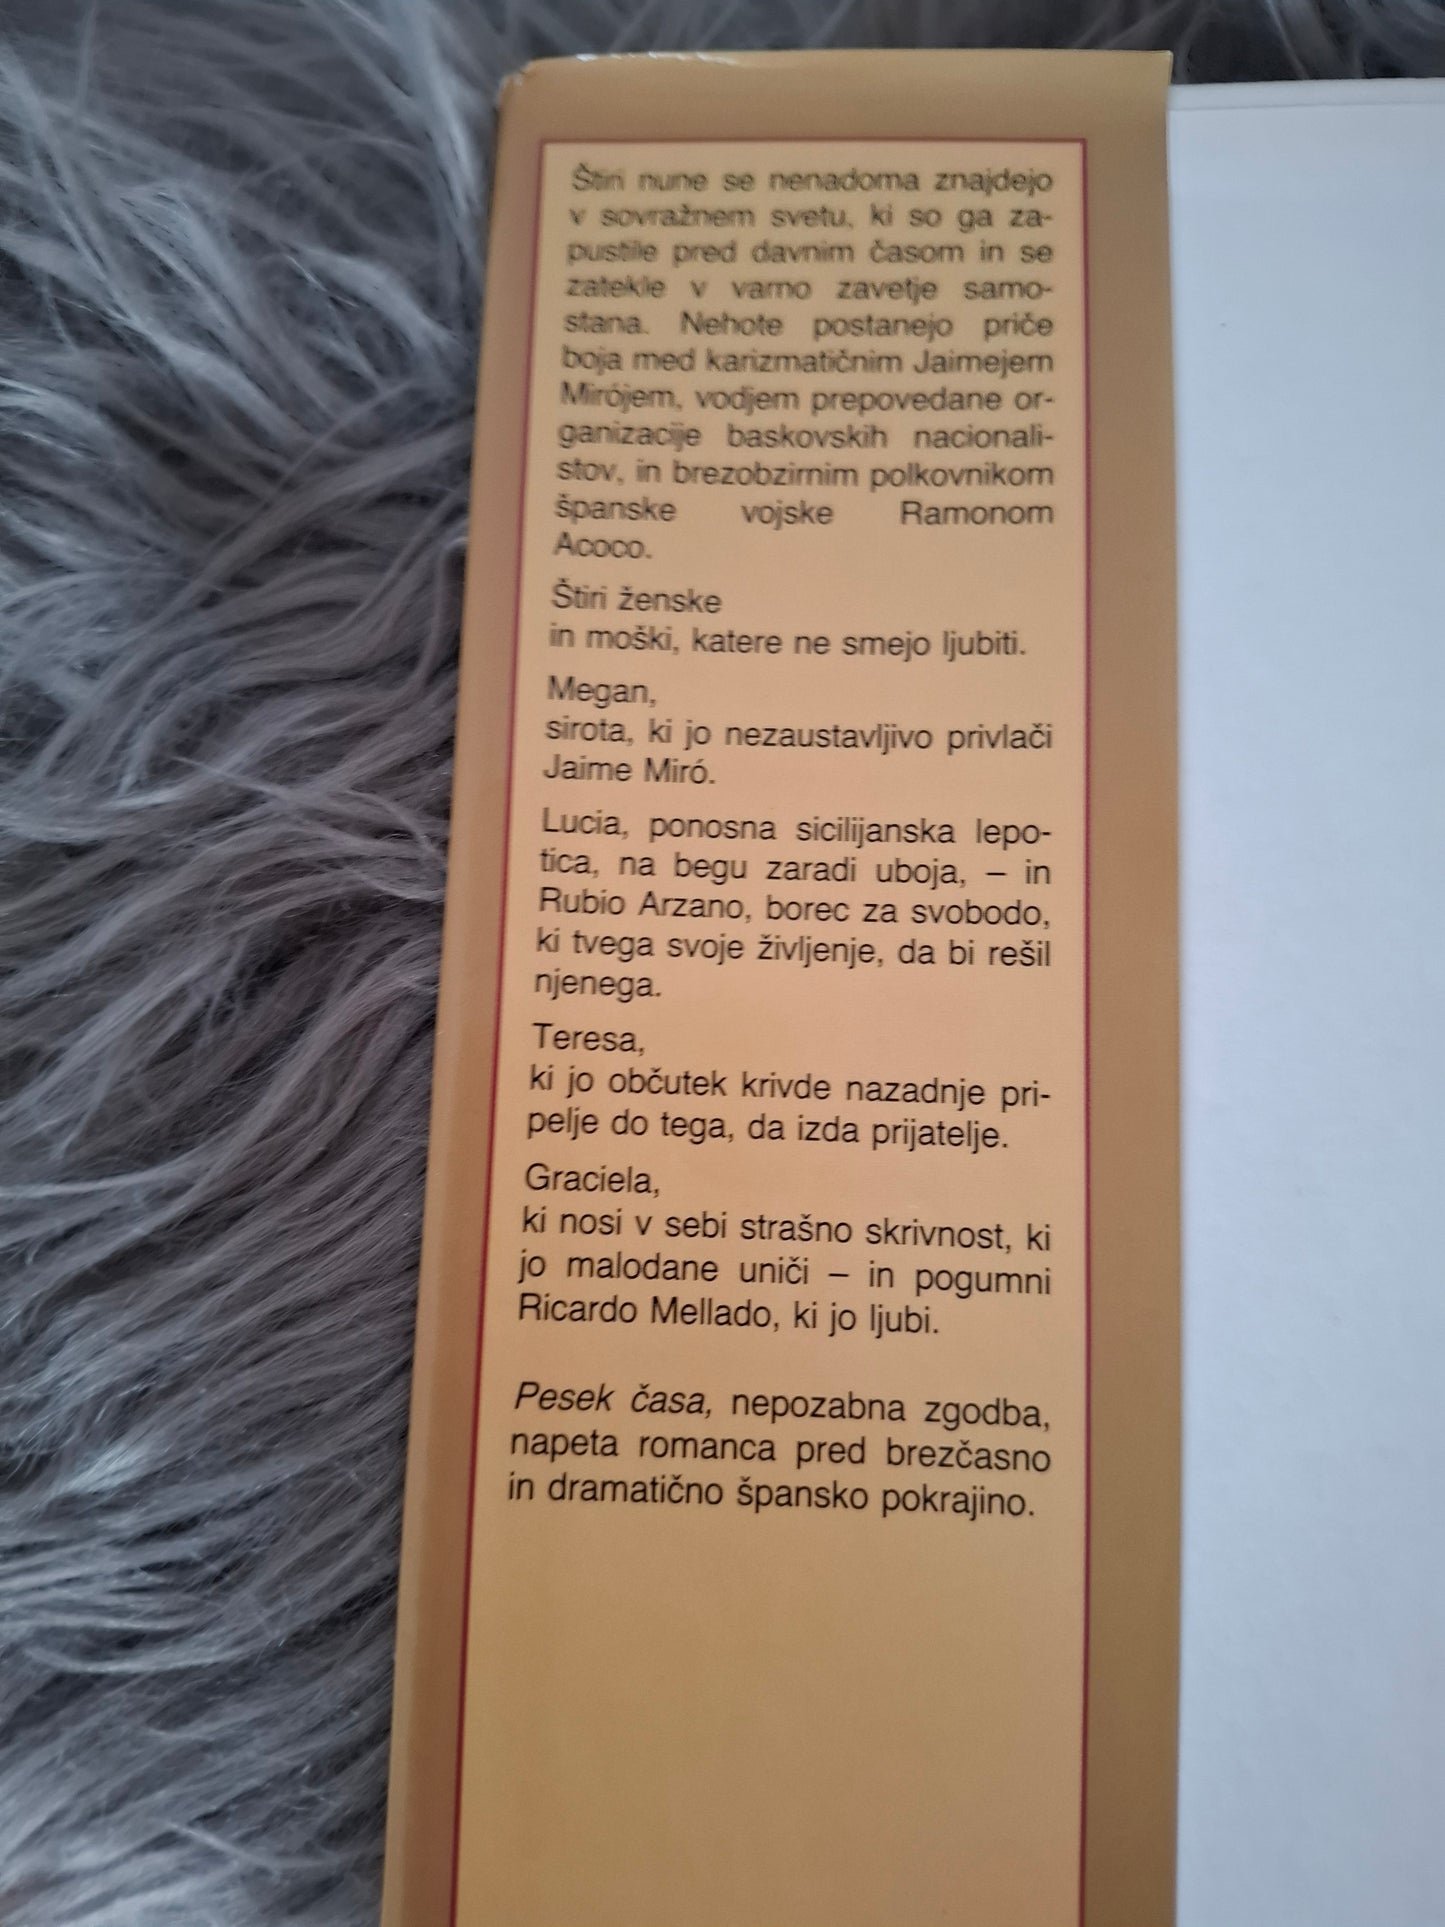 Štiri nune se nenadoma znajdejo
v sovražnem svetu, ki so ga za-
pustile pred davnim časom in se
zatekle v varno zavetje samo-
stana. Nehote postanejo priče
boja med karizmatičnim Jaimejem
Mirójem, vodjem prepovedane or-
ganizacije baskovskih nacionali-
stov, in brezobzirnim polkovnikom
španske vojske Ramonom
Acoco.
Štiri ženske
in moški, katere ne smejo ljubiti.
Megan,
sirota, ki jo nezaustavljivo privlači
Jaime Miró.
Lucia, ponosna sicilijanska lepo-
tica, na begu zaradi uboja, – in
Rubio Arzano, borec za svobodo,
ki tvega svoje življenje, da bi rešil
njenega.
Teresa,
ki jo občutek krivde nazadnje pri-
pelje do tega, da izda prijatelje.
Graciela,
ki nosi v sebi strašno skrivnost, ki
jo malodane uniči – in pogumni
Ricardo Mellado, ki jo ljubi.
Pesek časa, nepozabna zgodba,
napeta romanca pred brezčasno
in dramatično špansko pokrajino.